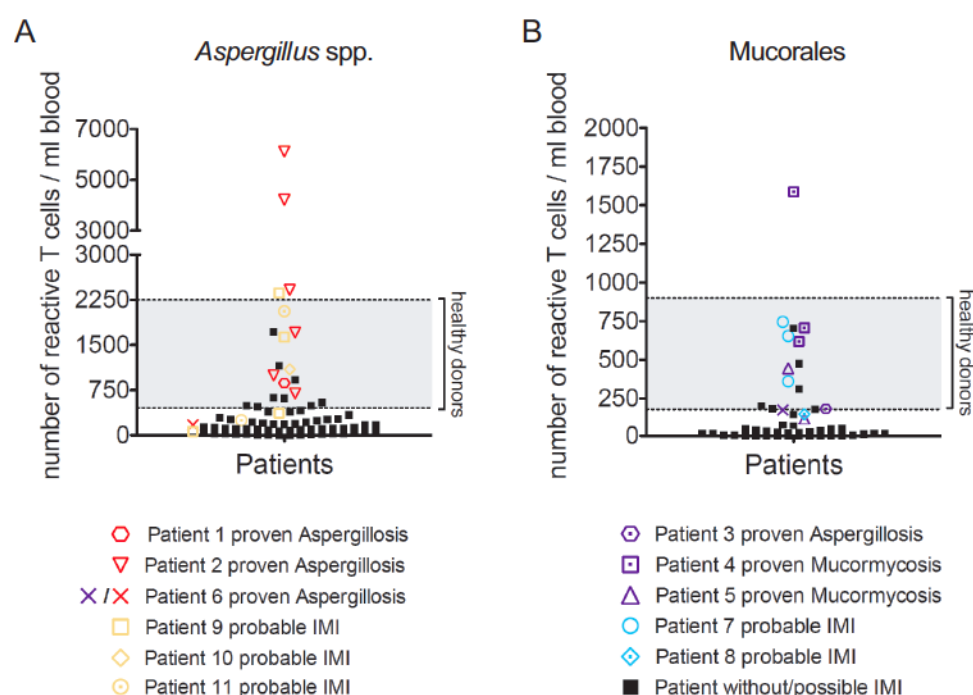 A
B
Aspergillus spp.
Mucorales
number of reactive T cells / ml blood
7000
5000
3000
3000
2250
1500
750
0
healthy donors
Patients
number of reactive T cells / ml blood
2000
1750
1500
1250
1000
750
500
250
0
healthy donors
Patients
Patient 1 proven Aspergillosis
Patient 2 proven Aspergillosis
/ Patient 6 proven Aspergillosis
Patient 9 probable IMI
Patient 10 probable IMI
Patient 11 probable IMI
Patient 3 proven Aspergillosis
Patient 4 proven Mucormycosis
Patient 5 proven Mucormycosis
Patient 7 probable IMI
Patient 8 probable IMI
Patient without/possible IMI